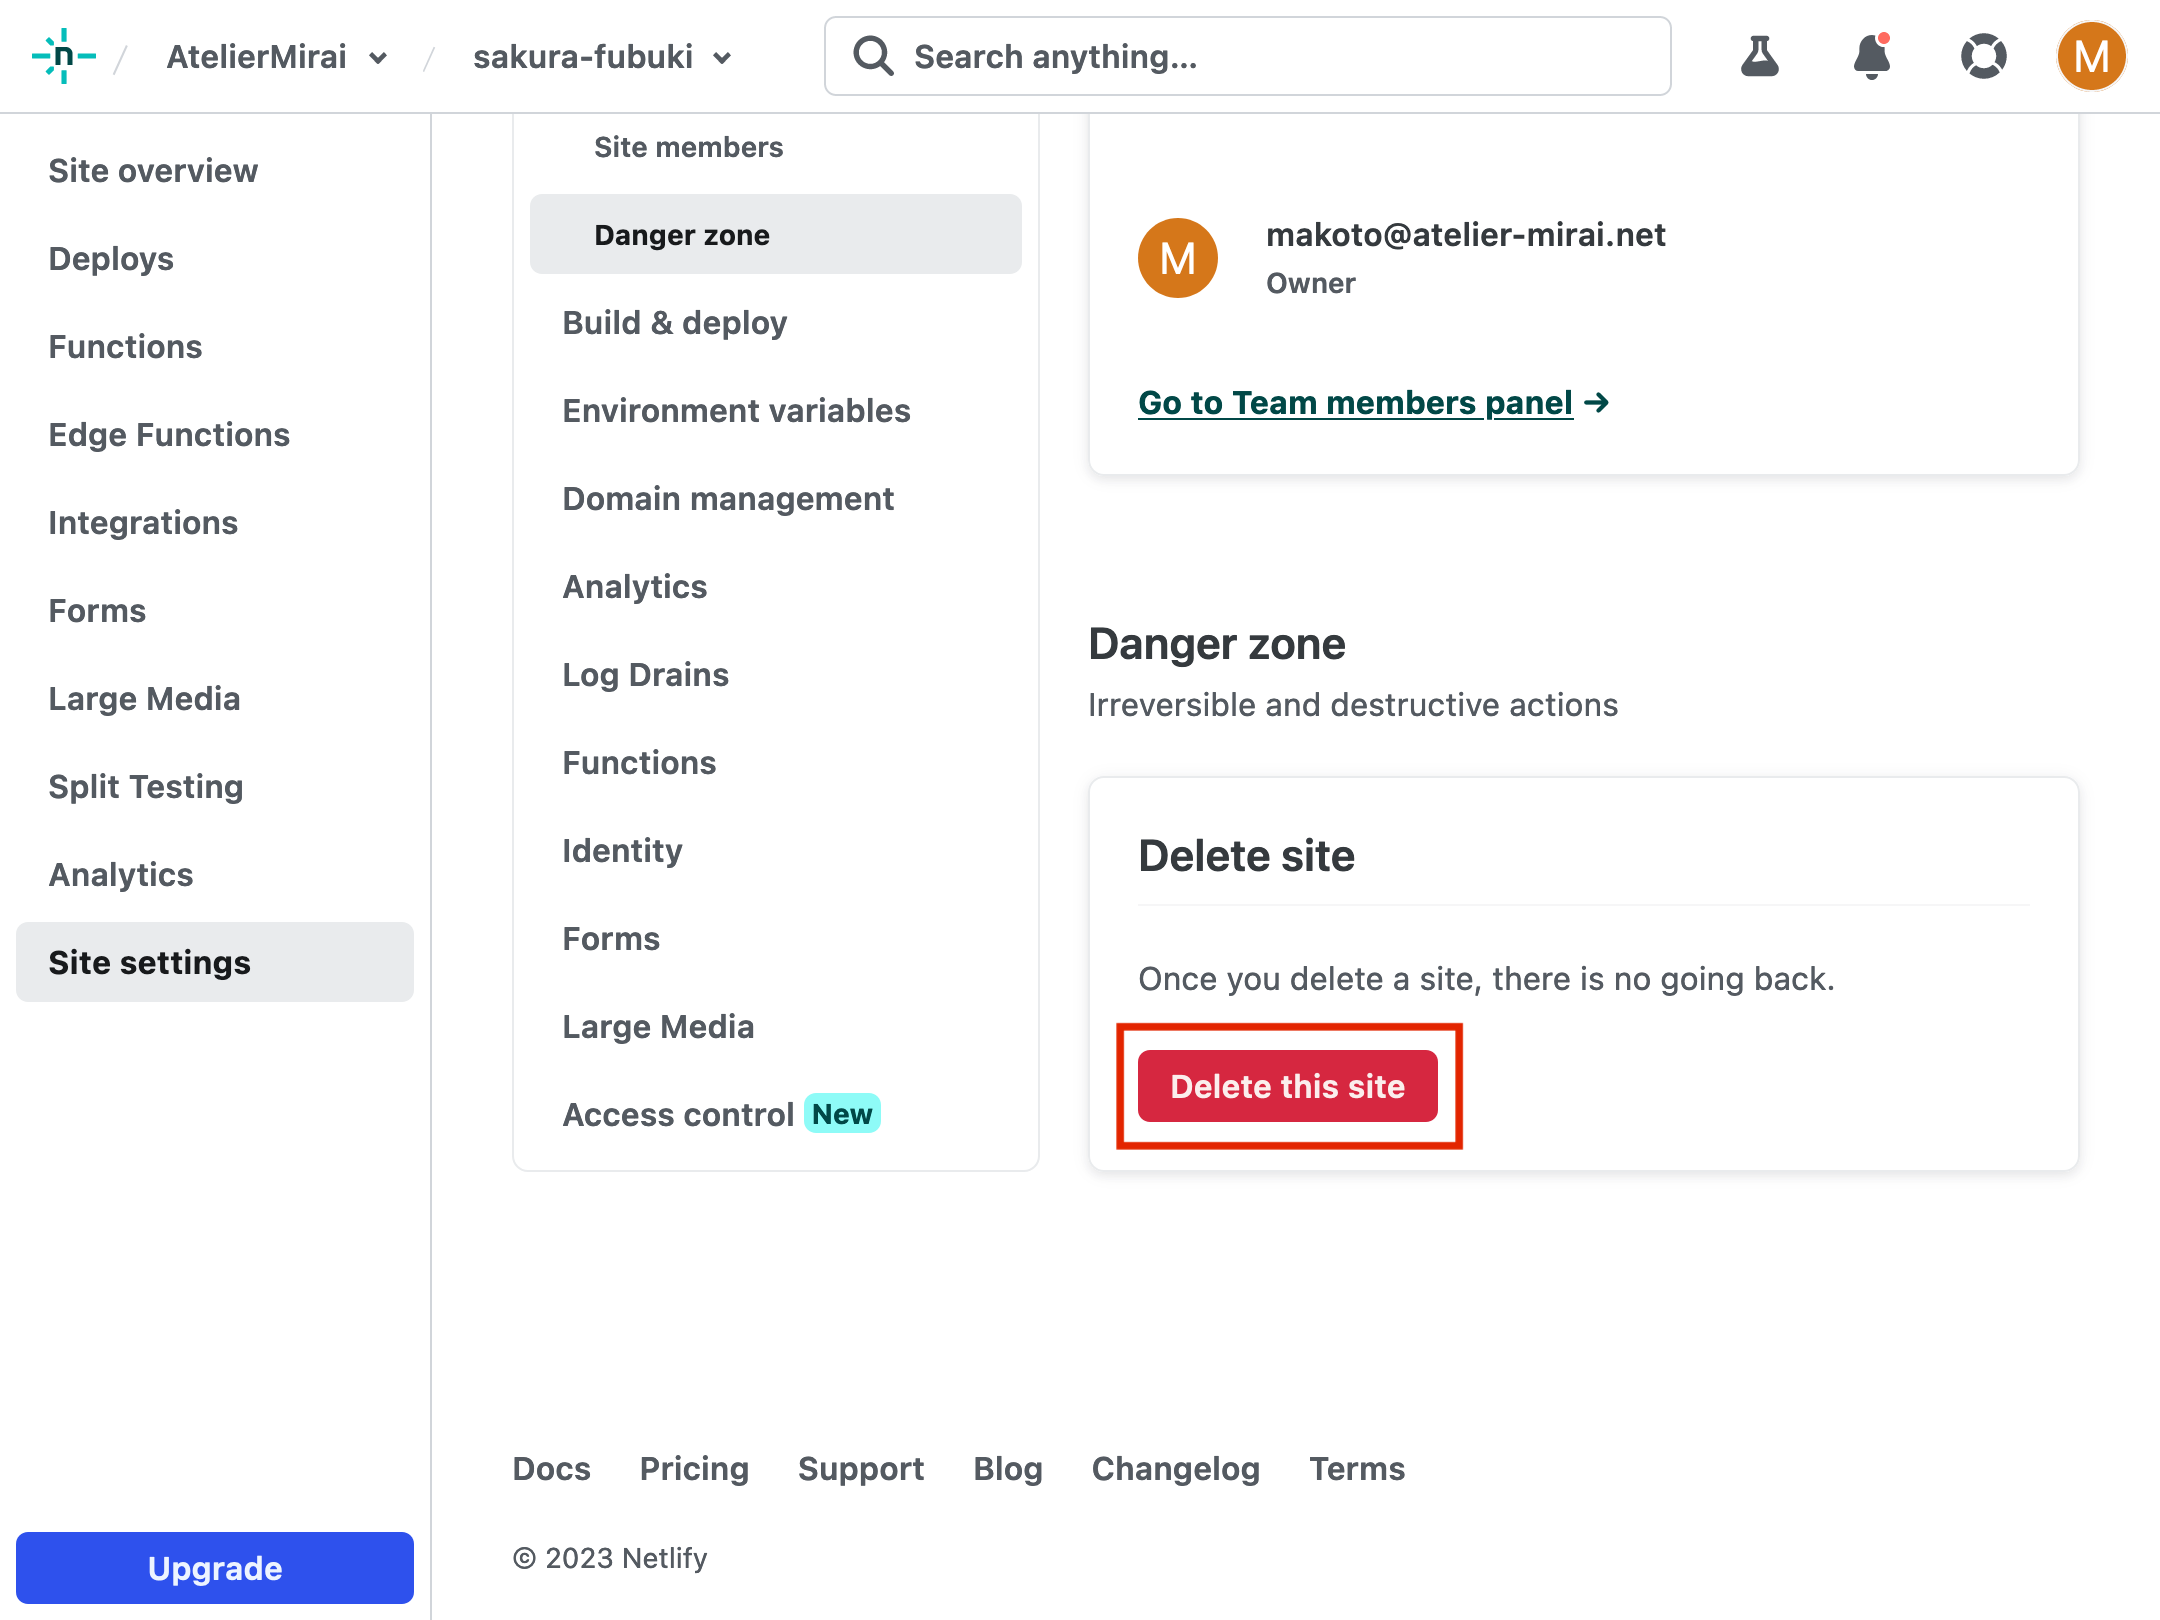 n / AtelierMirai / sakura-fubuki
Search anything...
M
Site overview
Deploys
Functions
Edge Functions
Integrations
Forms
Large Media
Split Testing
Analytics
Site settings
Upgrade
Site members
Danger zone
Build & deploy
Environment variables
Domain management
Analytics
Log Drains
Functions
Identity
Forms
Large Media
Access control New
M
makoto@atelier-mirai.net
Owner
Go to Team members panel →
Danger zone
Irreversible and destructive actions
Delete site
Once you delete a site, there is no going back.
Delete this site
Docs Pricing Support Blog Changelog Terms
© 2023 Netlify